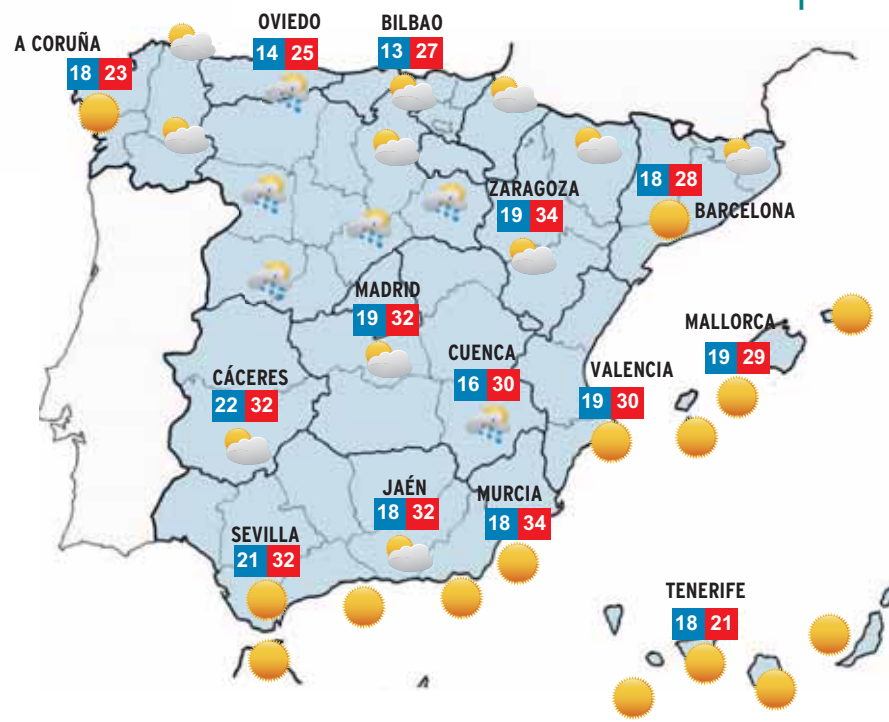 OVIEDO
14 25
BILBAO
13 27
A CORUÑA
18 23
ZARAGOZA
19 34
18 28
BARCELONA
MADRID
19 32
MALLORCA
19 29
CUENCA
16 30
VALENCIA
19 30
CÁCERES
22 32
JAÉN
18 32
MURCIA
18 34
SEVILLA
21 32
TENERIFE
18 21